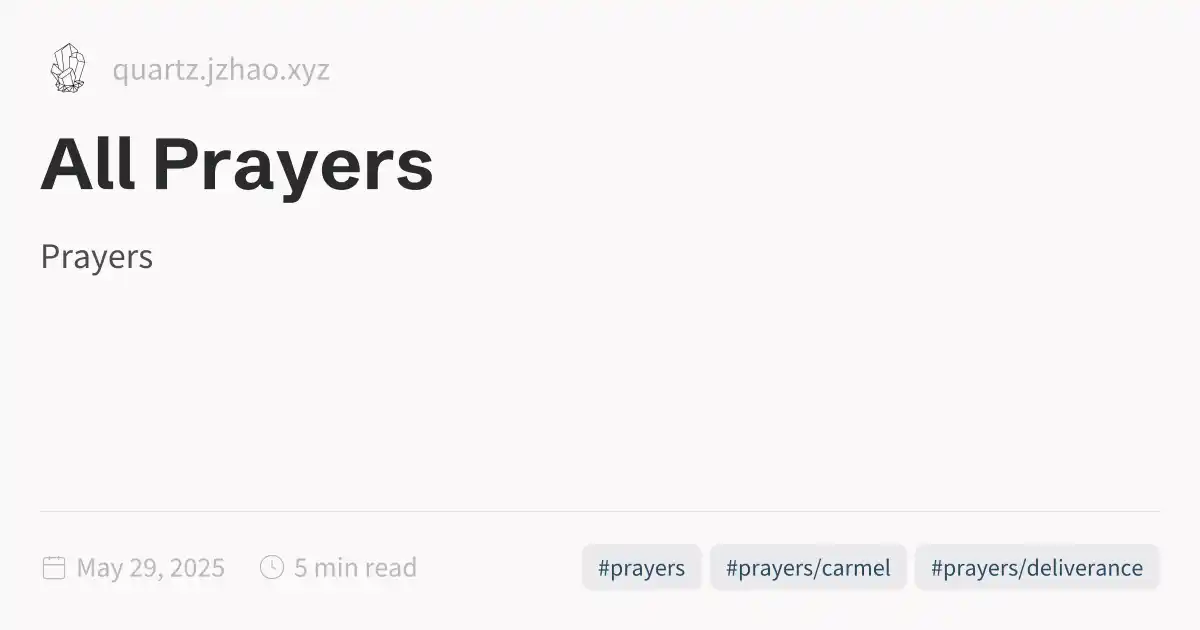 quartz.jzhao.xyz
All Prayers
Prayers
May 29, 2025 5 min read #prayers #prayers/carmel #prayers/deliverance